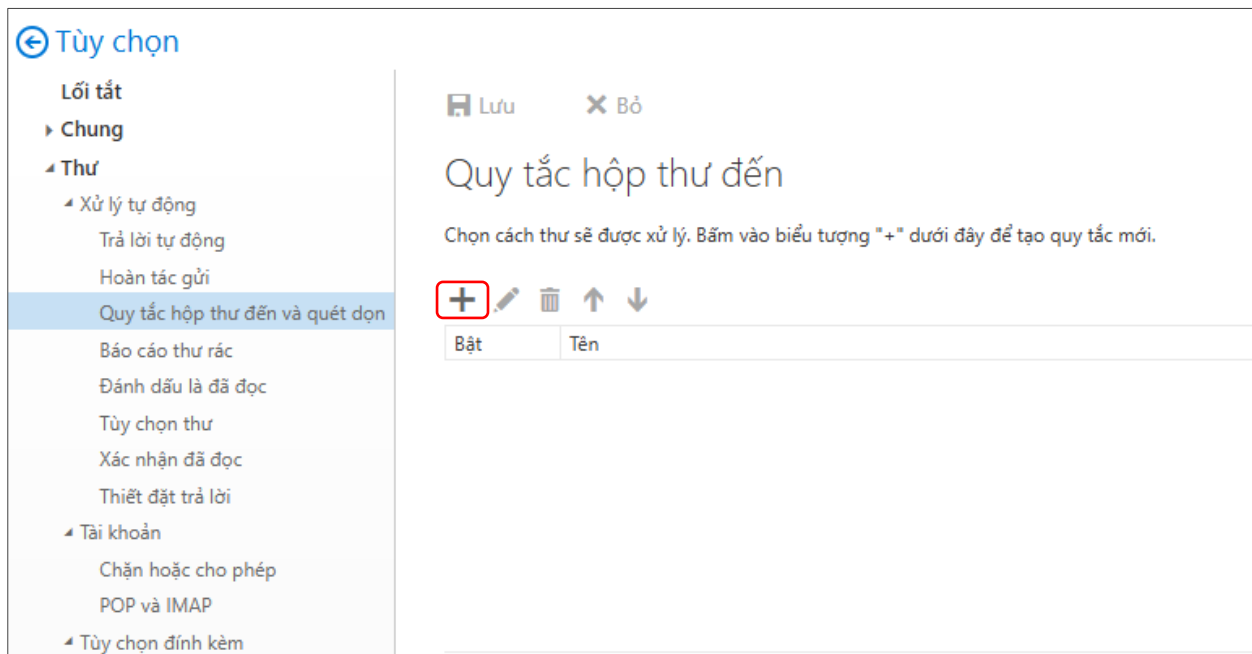 Tùy chọn
Lối tắt
Chung
Thư
Xử lý tự động
Trả lời tự động
Hoàn tác gửi
Quy tắc hộp thư đến và quét dọn
Báo cáo thư rác
Đánh dấu là đã đọc
Tùy chọn thư
Xác nhận đã đọc
Thiết đặt trả lời
Tài khoản
Chặn hoặc cho phép
POP và IMAP
Tùy chọn đính kèm
Lưu Bỏ
Quy tắc hộp thư đến
Chọn cách thư sẽ được xử lý. Bấm vào biểu tượng "+" dưới đây để tạo quy tắc mới.
Bật Tên